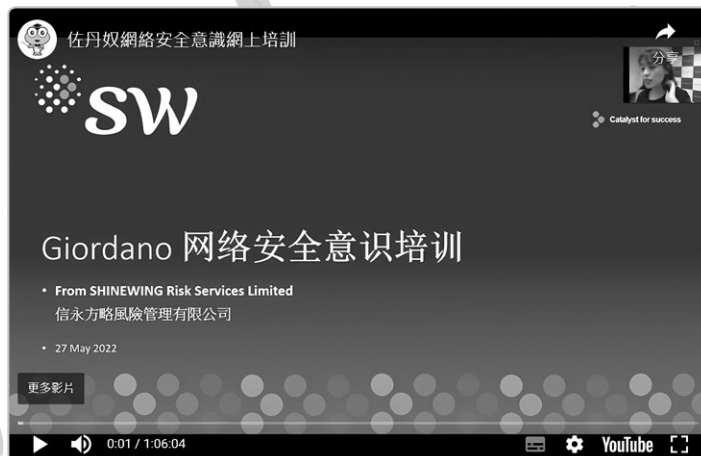 佐丹奴網絡安全意識網上培訓
分享
SW
Catalyst for success
Giordano 网络安全意识培训
• From SHINEWING Risk Services Limited
信永方略風險管理有限公司
• 27 May 2022
更多影片
0:01 / 1:06:04
YouTube